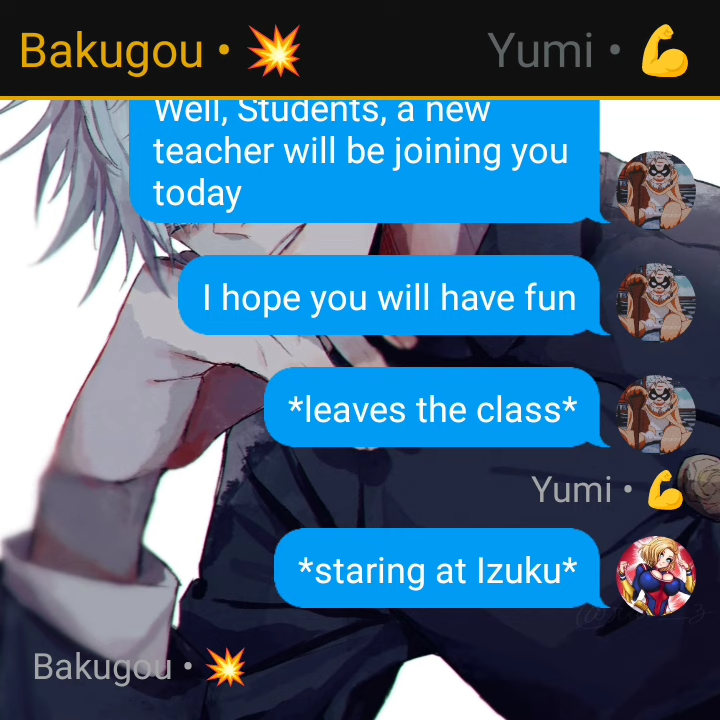 Bakugou • 💥 Yumi • 💪
Well, Students, a new
teacher will be joining you
today
I hope you will have fun
*leaves the class*
Yumi • 💪
*staring at Izuku*
Bakugou • 💥